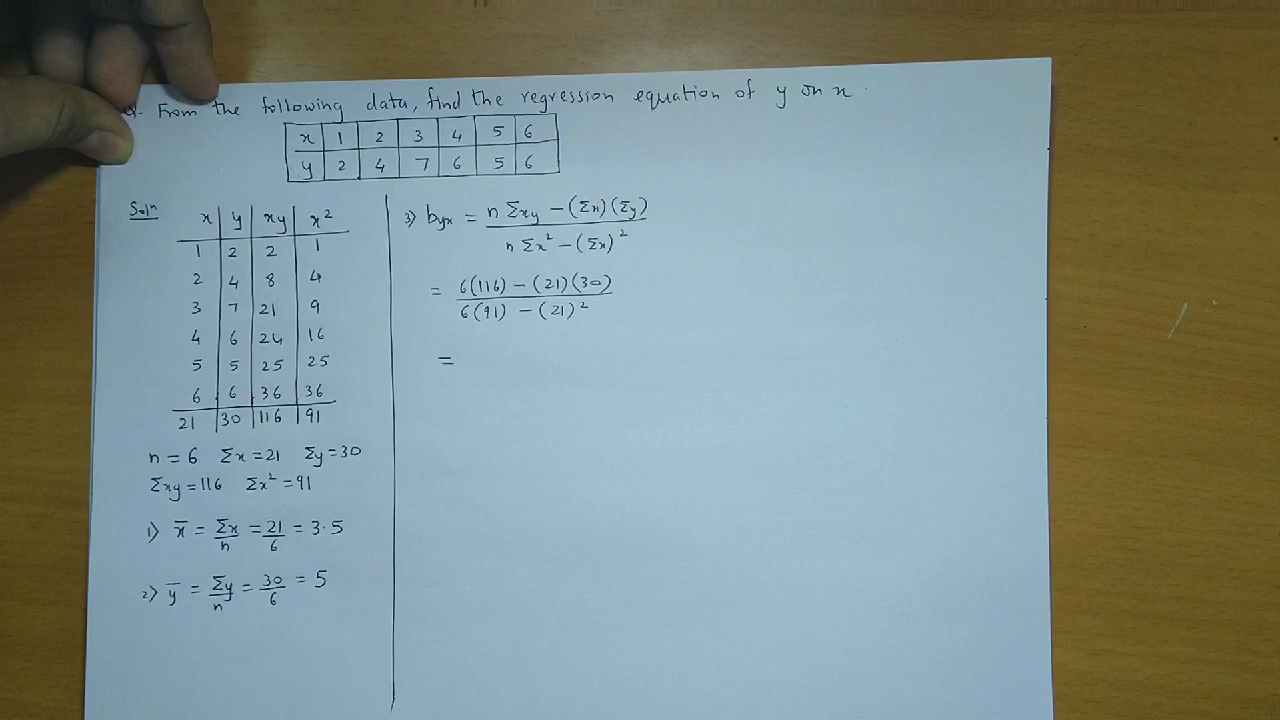 Q. From the following data, find the regression equation of y on x.
x 1 2 3 4 5 6
y 2 4 7 6 5 6
Solⁿ
x y xy x²
1 2 2 1
2 4 8 4
3 7 21 9
4 6 24 16
5 5 25 25
6 6 36 36
21 30 116 91
n = 6 Σx = 21 Σy = 30
Σxy = 116 Σx² = 91
1) x̄ = Σx/n = 21/6 = 3.5
2) ȳ = Σy/n = 30/6 = 5
3) byx = (n Σxy − (Σx)(Σy)) / (n Σx² − (Σx)²)
= (6(116) − (21)(30)) / (6(91) − (21)²)
=